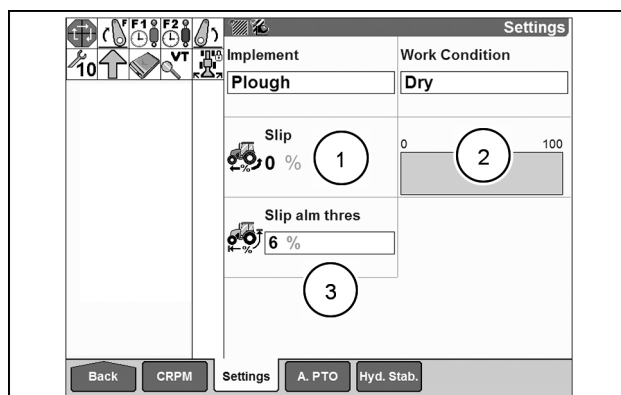 F F1 F2
10 VT
Settings
Implement
Work Condition
Plough
Dry
Slip
0 %
1
0 100
2
Slip alm thres
6 %
3
Back CRPM Settings A. PTO Hyd. Stab.